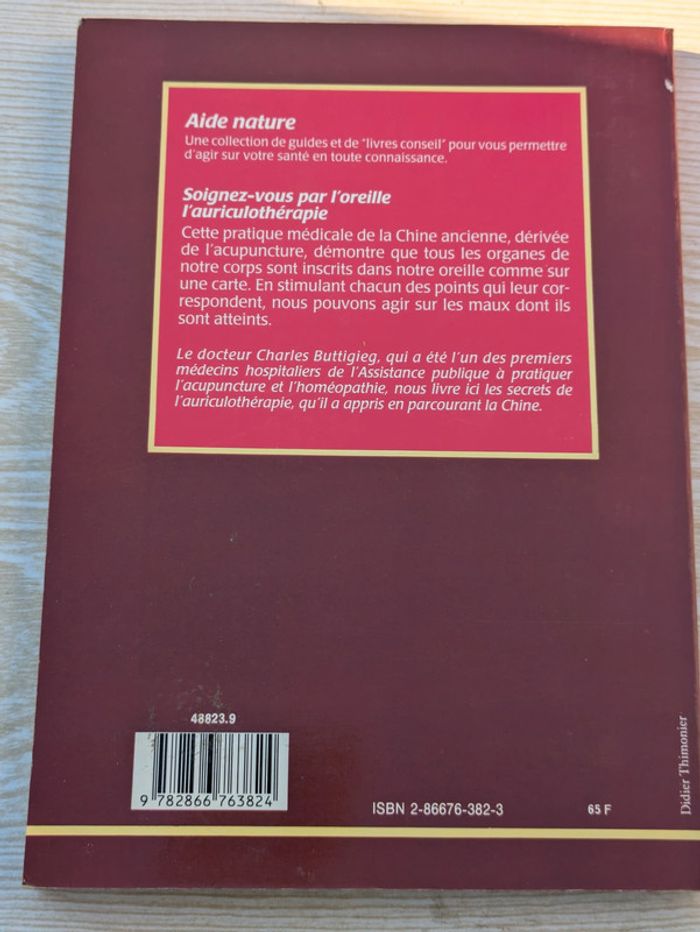 Aide nature
Une collection de guides et de "livres conseil" pour vous permettre
d'agir sur votre santé en toute connaissance.
Soignez-vous par l'oreille
l'auriculothérapie
Cette pratique médicale de la Chine ancienne, dérivée
de l'acupuncture, démontre que tous les organes de
notre corps sont inscrits dans notre oreille comme sur
une carte. En stimulant chacun des points qui leur cor-
respondent, nous pouvons agir sur les maux dont ils
sont atteints.
Le docteur Charles Buttigieg, qui a été l'un des premiers
médecins hospitaliers de l'Assistance publique à pratiquer
l'acupuncture et l'homéopathie, nous livre ici les secrets de
l'auriculothérapie, qu'il a appris en parcourant la Chine.
48823.9
9 782866 763824
ISBN 2-86676-382-3
65 F
Didier Thimonier